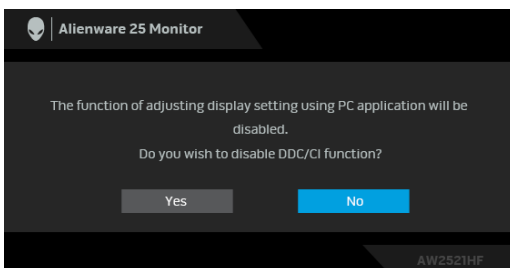 Alienware 25 Monitor
The function of adjusting display setting using PC application will be
disabled.
Do you wish to disable DDC/CI function?
Yes No
AW2521HF